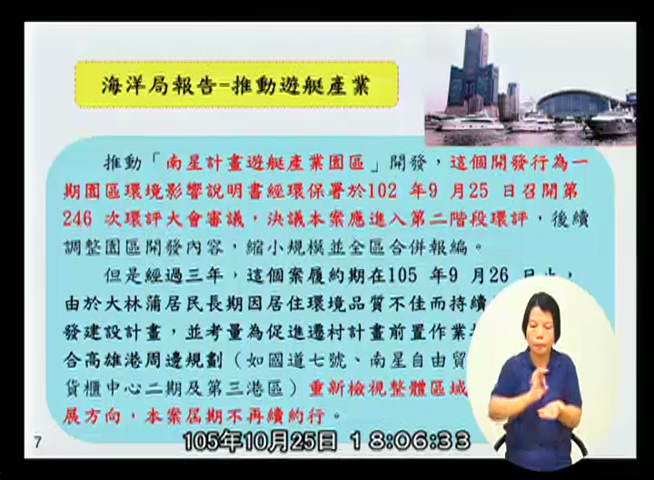 海洋局報告-推動遊艇產業
推動「南星計畫遊艇產業園區」開發，這個開發行為一
期園區環境影響說明書經環保署於102 年9 月25 日召開第
246 次環評大會審議，決議本案應進入第二階段環評，後續
調整園區開發內容，縮小規模並全區合併報編。
但是經過三年，這個案履約期在105 年9 月26 日止，
由於大林蒲居民長期因居住環境品質不佳而持續
發建設計畫，並考量為促進遷村計畫前置作業
合高雄港周邊規劃（如國道七號、南星自由貿
貨櫃中心二期及第三港區）重新檢視整體區域
展方向，本案屆期不再續約行。
7
105年10月25日 18:06:33